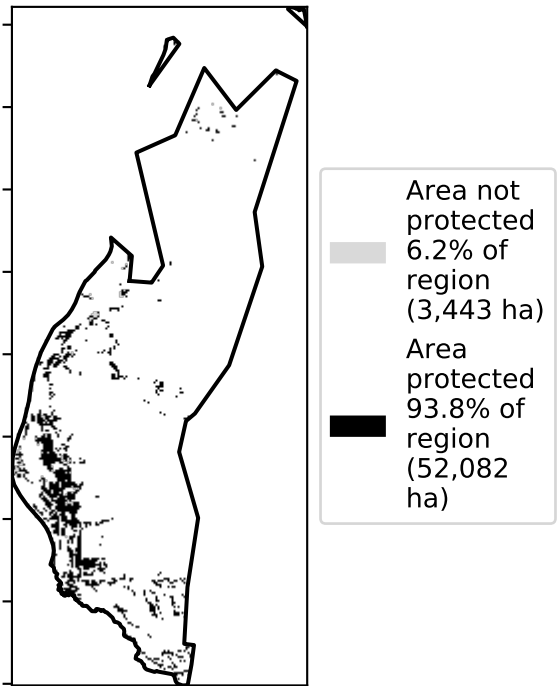 Area not
protected
6.2% of
region
(3,443 ha)
Area
protected
93.8% of
region
(52,082
ha)